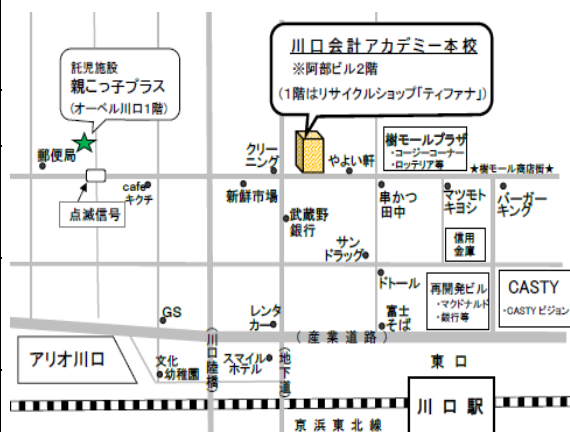 託児施設
親こっ子プラス
(オーベル川口1階)
川口会計アカデミー本校
※阿部ビル2階
(1階はリサイクルショップ「ティファナ」)
郵便局
点滅信号
cafe
キクチ
クリー
ニング
新鮮市場
やよい軒
樹モールプラザ
・コージーコーナー
・ロッテリア等
★樹モール商店街★
武蔵野
銀行
サン
ドラッグ
串かつ
田中
マツモト
キヨシ
バーガー
キング
信用
金庫
ドトール
富士
そば
再開発ビル
・マクドナルド
・銀行等
CASTY
・CASTYビジョン
GS
レンタ
カー
(産業道路)
アリオ川口
文化
幼稚園
(川口陸橋)
スマイル
ホテル
(地下道)
東口
川口駅
京浜東北線